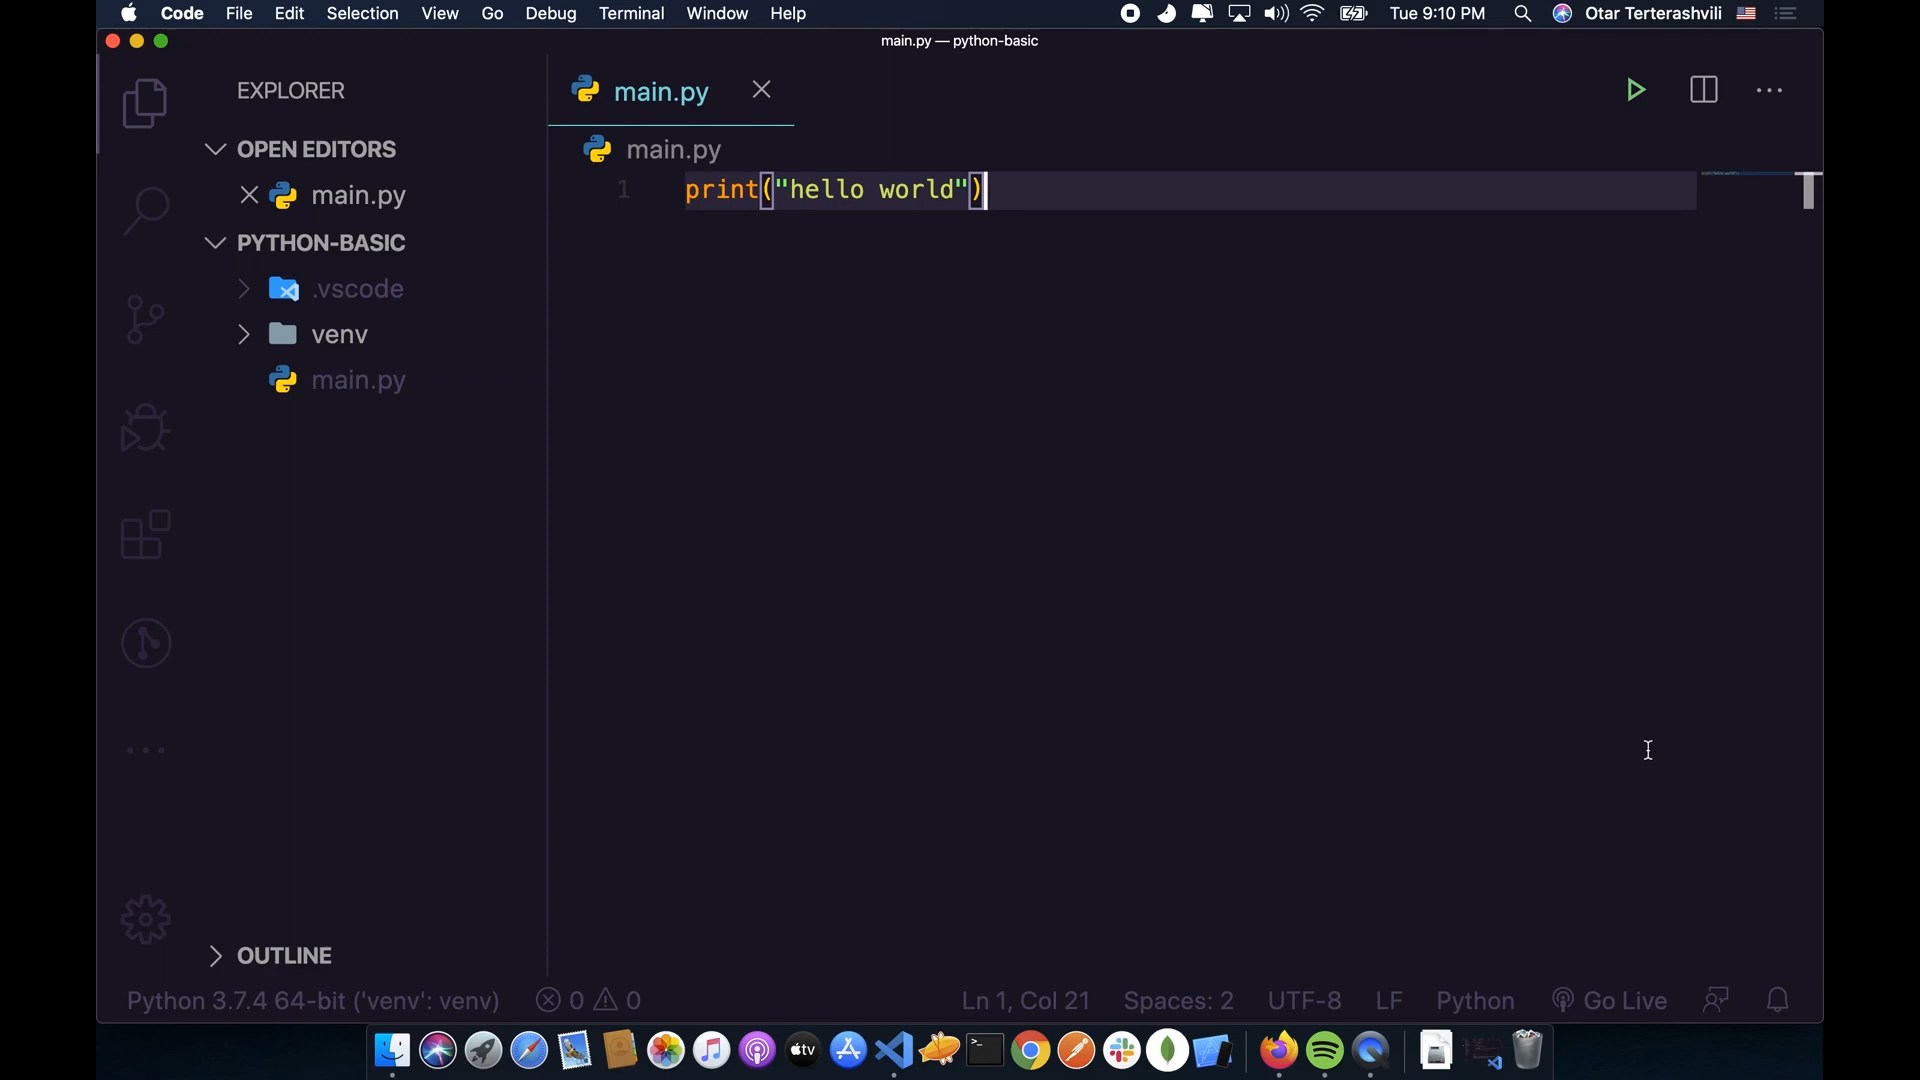 Code File Edit Selection View Go Debug Terminal Window Help Tue 9:10 PM Otar Terterashvili
main.py — python-basic
EXPLORER
OPEN EDITORS
main.py
PYTHON-BASIC
.vscode
venv
main.py
OUTLINE
main.py
main.py
1 print("hello world")
Python 3.7.4 64-bit ('venv': venv) 0 0 Ln 1, Col 21 Spaces: 2 UTF-8 LF Python Go Live
tv